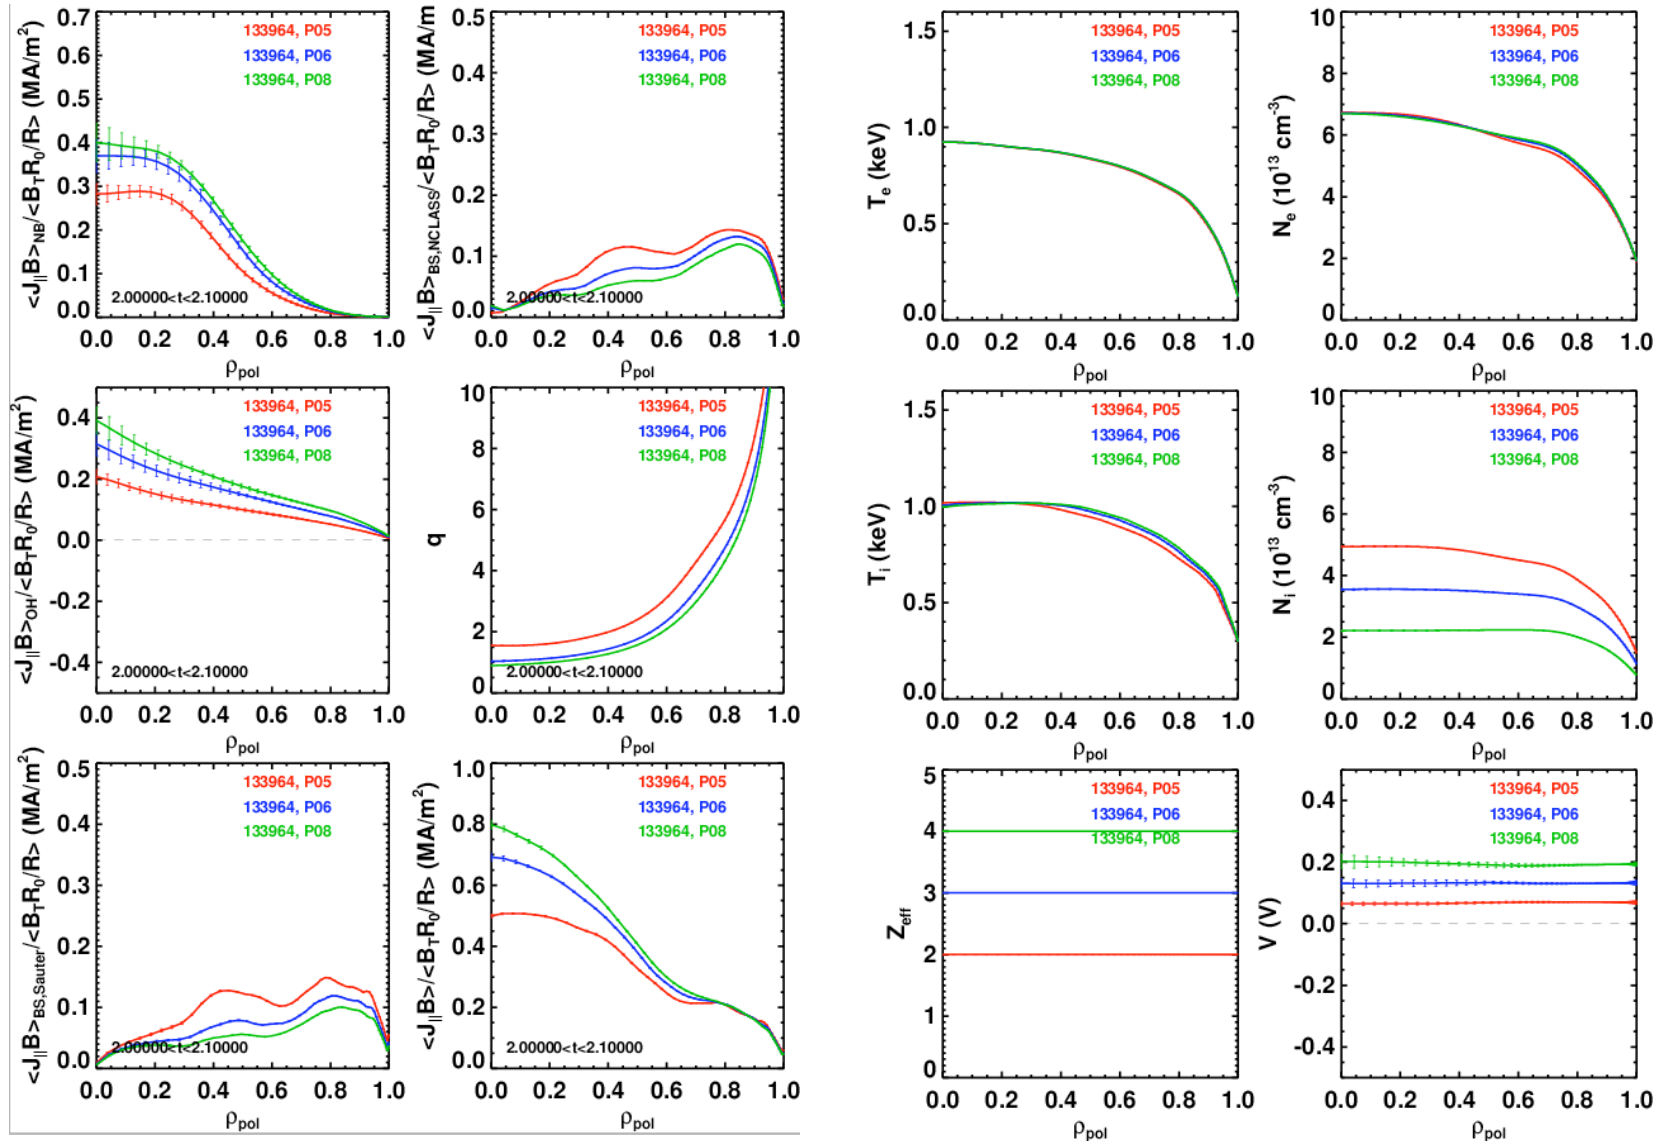 <J||B>NB/<BTR0/R> (MA/m2)
0.7
0.6
0.5
0.4
0.3
0.2
0.1
0.0
133964, P05
133964, P06
133964, P08
2.00000<t<2.10000
0.0 0.2 0.4 0.6 0.8 1.0
ρpol
<J||B>BS,NCLASS/<BTR0/R> (MA/m
0.5
0.4
0.3
0.2
0.1
0.0
133964, P05
133964, P06
133964, P08
2.00000<t<2.10000
0.0 0.2 0.4 0.6 0.8 1.0
ρpol
Te (keV)
1.5
1.0
0.5
0.0
133964, P05
133964, P06
133964, P08
0.0 0.2 0.4 0.6 0.8 1.0
ρpol
Ne (10^13 cm-3)
10
8
6
4
2
0
133964, P05
133964, P06
133964, P08
0.0 0.2 0.4 0.6 0.8 1.0
ρpol
<J||B>OH/<BTR0/R> (MA/m2)
0.4
0.2
0.0
-0.2
-0.4
133964, P05
133964, P06
133964, P08
2.00000<t<2.10000
0.0 0.2 0.4 0.6 0.8 1.0
ρpol
q
10
8
6
4
2
0
133964, P05
133964, P06
133964, P08
2.00000<t<2.10000
0.0 0.2 0.4 0.6 0.8 1.0
ρpol
Ti (keV)
1.5
1.0
0.5
0.0
133964, P05
133964, P06
133964, P08
0.0 0.2 0.4 0.6 0.8 1.0
ρpol
Ni (10^13 cm-3)
10
8
6
4
2
0
133964, P05
133964, P06
133964, P08
0.0 0.2 0.4 0.6 0.8 1.0
ρpol
<J||B>BS,Sauter/<BTR0/R> (MA/m2)
0.5
0.4
0.3
0.2
0.1
0.0
133964, P05
133964, P06
133964, P08
2.00000<t<2.10000
0.0 0.2 0.4 0.6 0.8 1.0
ρpol
<J||B>/<BTR0/R> (MA/m2)
1.0
0.8
0.6
0.4
0.2
0.0
133964, P05
133964, P06
133964, P08
2.00000<t<2.10000
0.0 0.2 0.4 0.6 0.8 1.0
ρpol
Zeff
5
4
3
2
1
0
133964, P05
133964, P06
133964, P08
0.0 0.2 0.4 0.6 0.8 1.0
ρpol
V (V)
0.4
0.2
0.0
-0.2
-0.4
133964, P05
133964, P06
133964, P08
0.0 0.2 0.4 0.6 0.8 1.0
ρpol